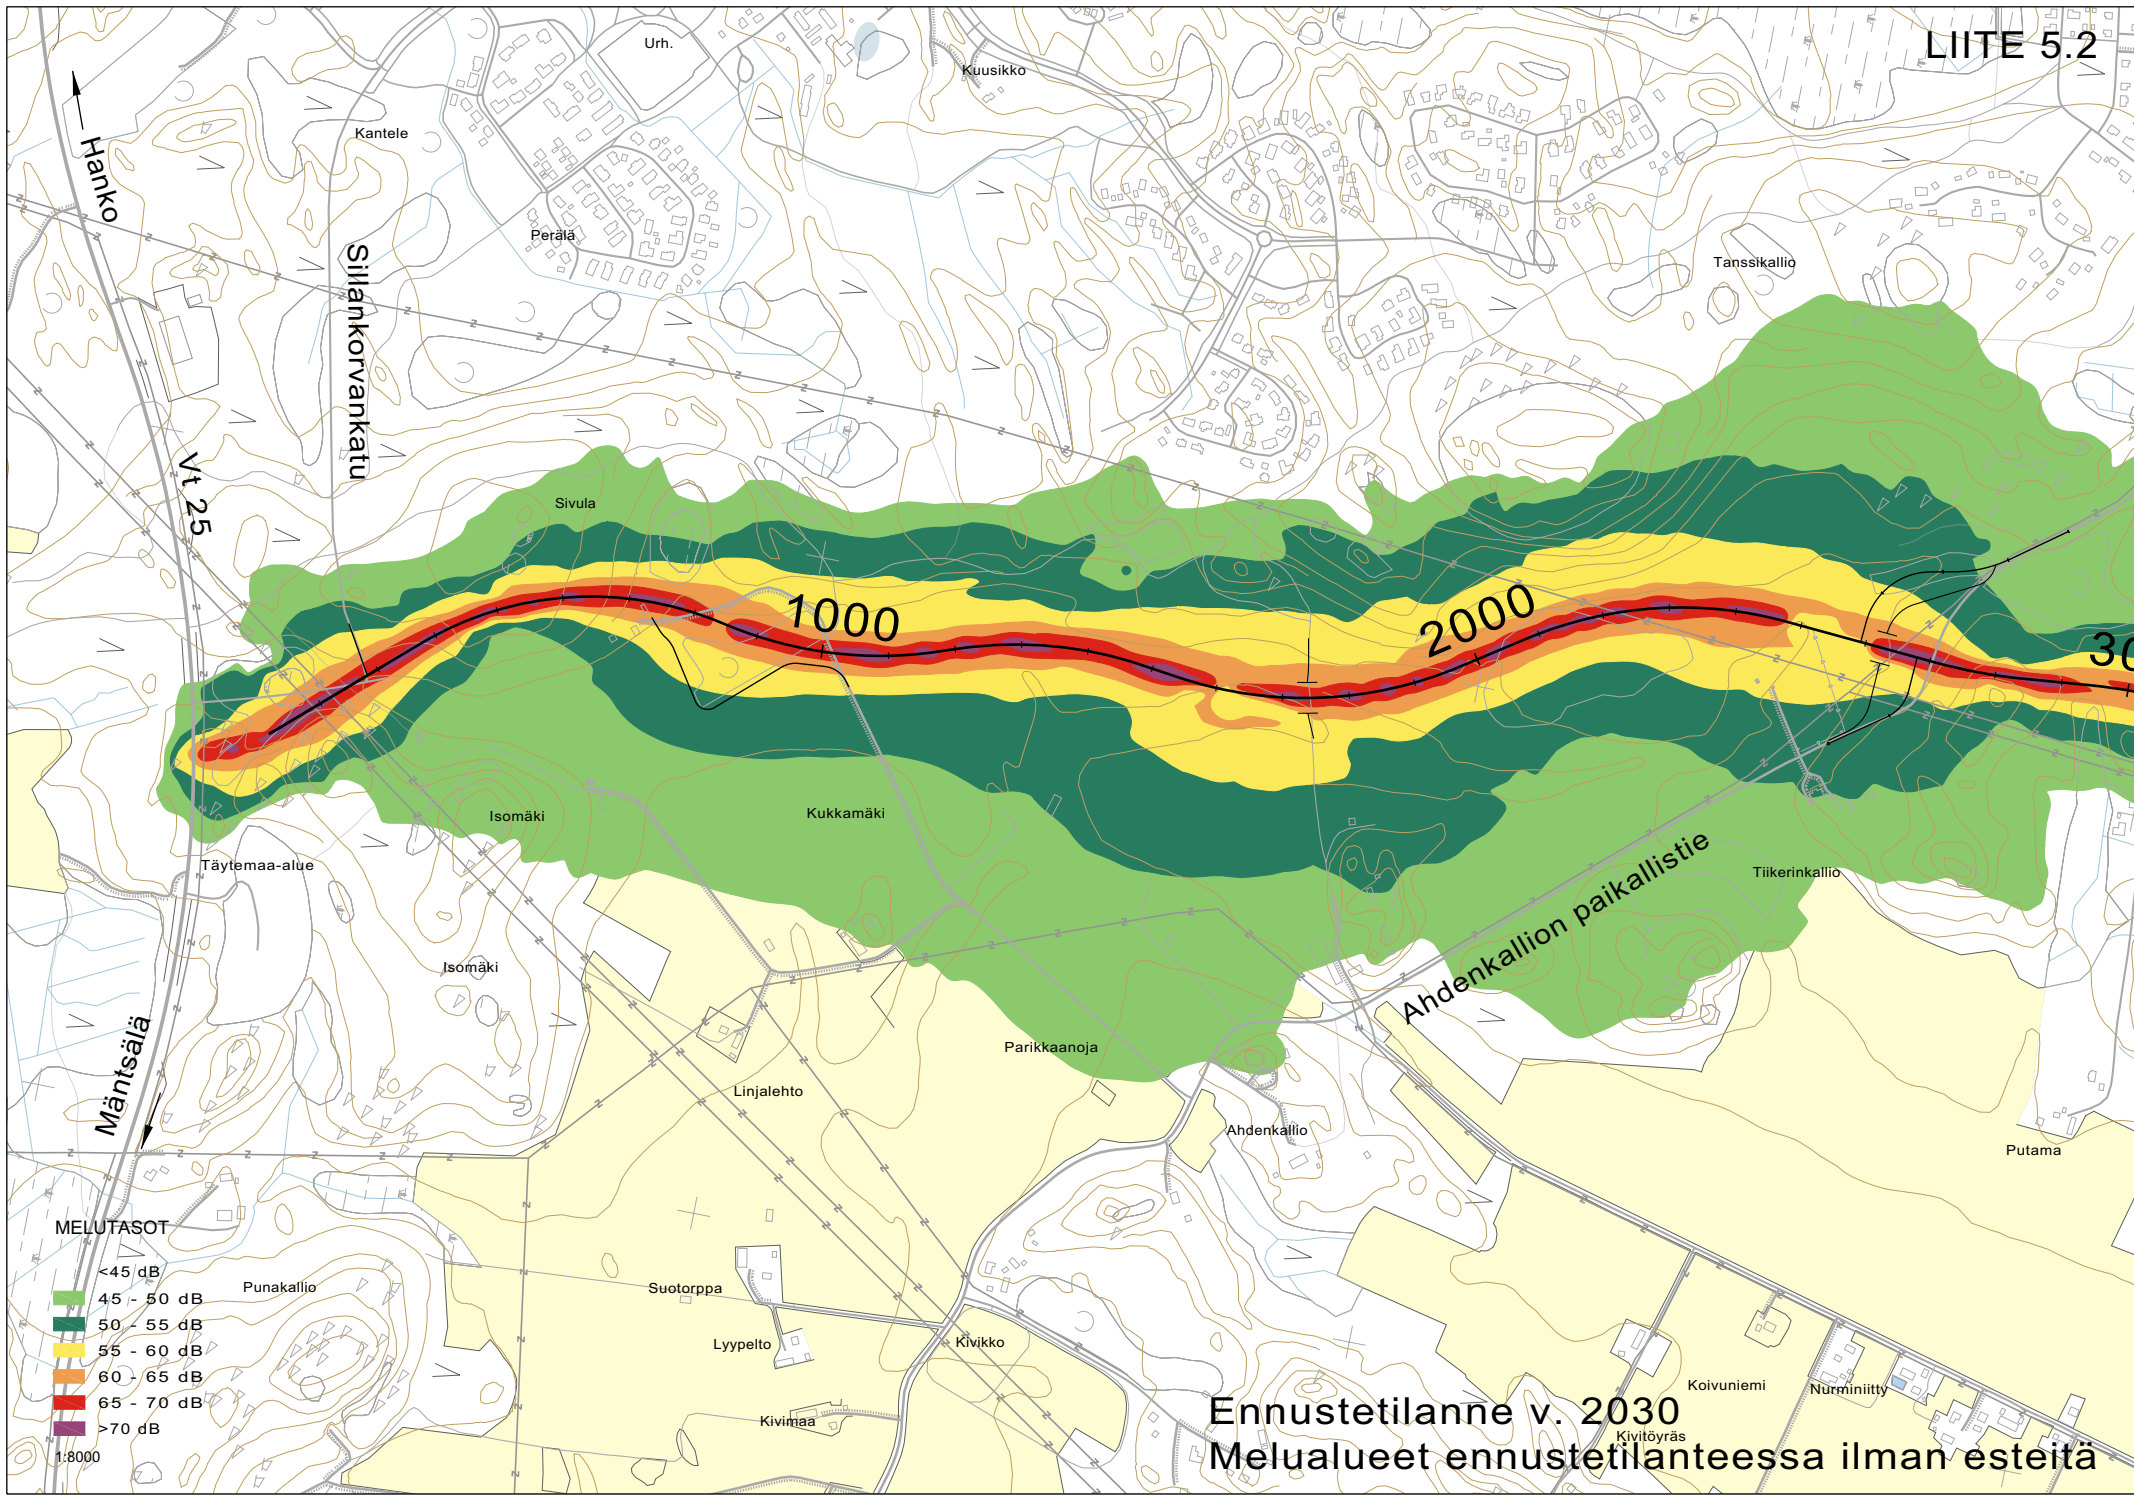 LIITE 5.2
Urh.
Kuusikko
Kantele
Hanko
Perälä
Sillankorvankatu
Tanssikallio
Vt 25
Sivula
1000
2000
30
Isomäki
Kukkamäki
Täytemaa-alue
Tiikerinkallio
Ahdenkallion paikallistie
Isomäki
Mäntsälä
Parikkaanoja
Linjalehto
Ahdenkallio
Putama
MELUTASOT
<45 dB
45 - 50 dB
50 - 55 dB
55 - 60 dB
60 - 65 dB
65 - 70 dB
>70 dB
1:8000
Punakallio
Suotorppa
Lyypelto
Kivikko
Kivimaa
Koivuniemi
Nurminiitty
Kivitöyräs
Ennustetilanne v. 2030
Melualueet ennustetilanteessa ilman esteitä